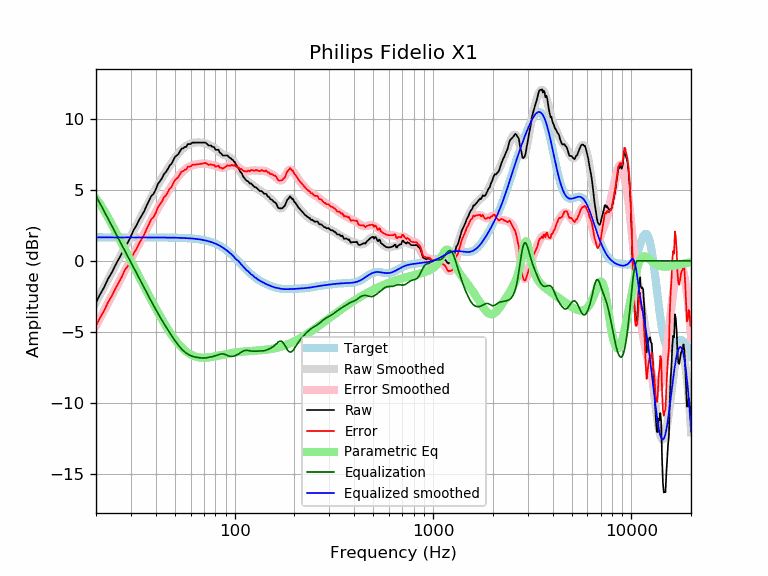 Philips Fidelio X1
Amplitude (dBr)
10
5
0
−5
−10
−15
Target
Raw Smoothed
Error Smoothed
Raw
Error
Parametric Eq
Equalization
Equalized smoothed
100
1000
10000
Frequency (Hz)